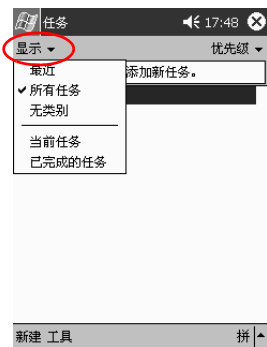 任务 17:48
显示 优先级
最近
添加新任务。
所有任务
无类别
当前任务
已完成的任务
新建 工具 拼